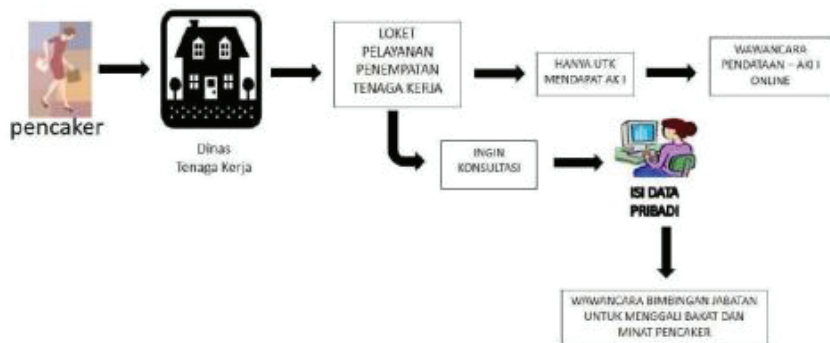 pencaker
Dinas
Tenaga Kerja
LOKET
PELAYANAN
PENEMPATAN
TENAGA KERJA
HANYA UTK
MENDAPAT AK I
WAWANCARA
PENDATAAN – AK I
ONLINE
INGIN
KONSULTASI
ISI DATA
PRIBADI
WAWANCARA BIMBINGAN JABATAN
UNTUK MENGGALI BAKAT DAN
MINAT PENCAKER